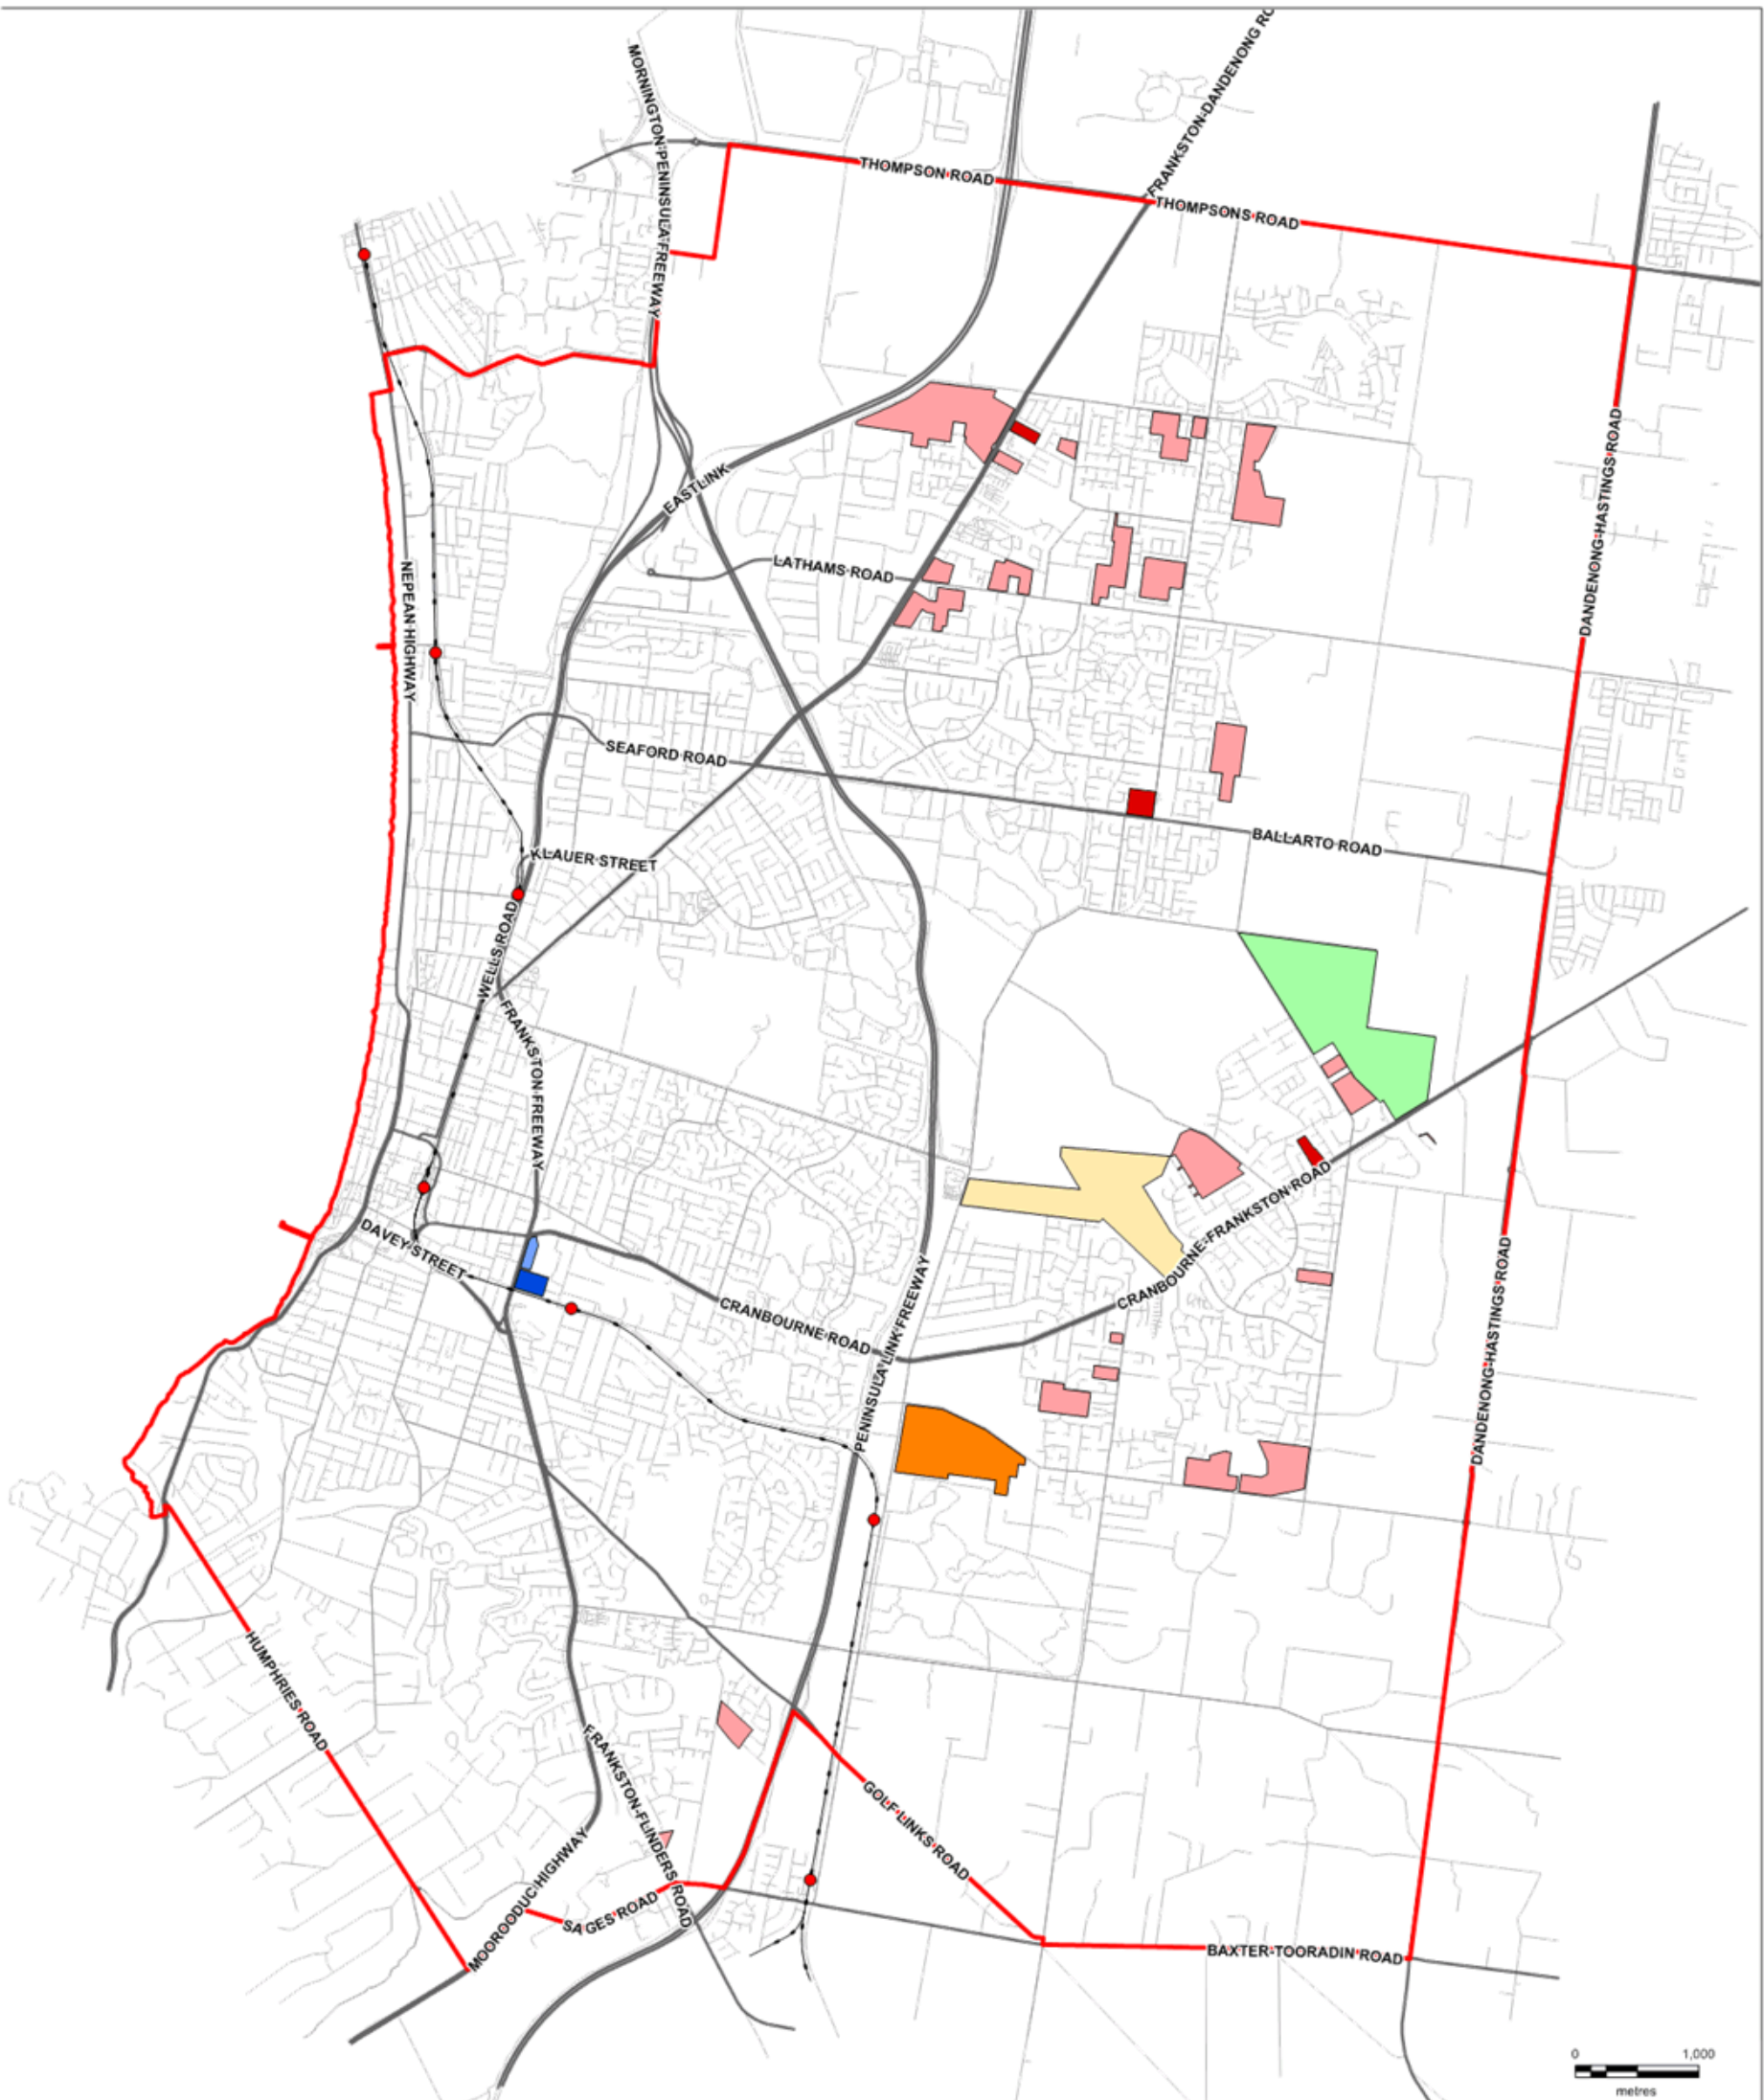 MORNINGTON PENINSULA FREEWAY
THOMPSON ROAD
THOMPSONS ROAD
DANDENONG-HASTINGS ROAD
EASTLINK
LATHAMS ROAD
NEPEAN HIGHWAY
SEAFORD ROAD
BALLARTO ROAD
KLAUER STREET
WELLS ROAD
FRANKSTON FREEWAY
DAVEY STREET
CRANBOURNE ROAD
CRANBOURNE-FRANKSTON ROAD
PENINSULA LINK FREEWAY
DANDENONG-HASTINGS ROAD
HUMPHRIES ROAD
FRANKSTON-FLINDERS ROAD
GOLF LINKS ROAD
MOOROODUC HIGHWAY
SAGES ROAD
BAXTER-TOORADIN ROAD
FRANKSTON-DANDENONG RO
0 1,000
metres